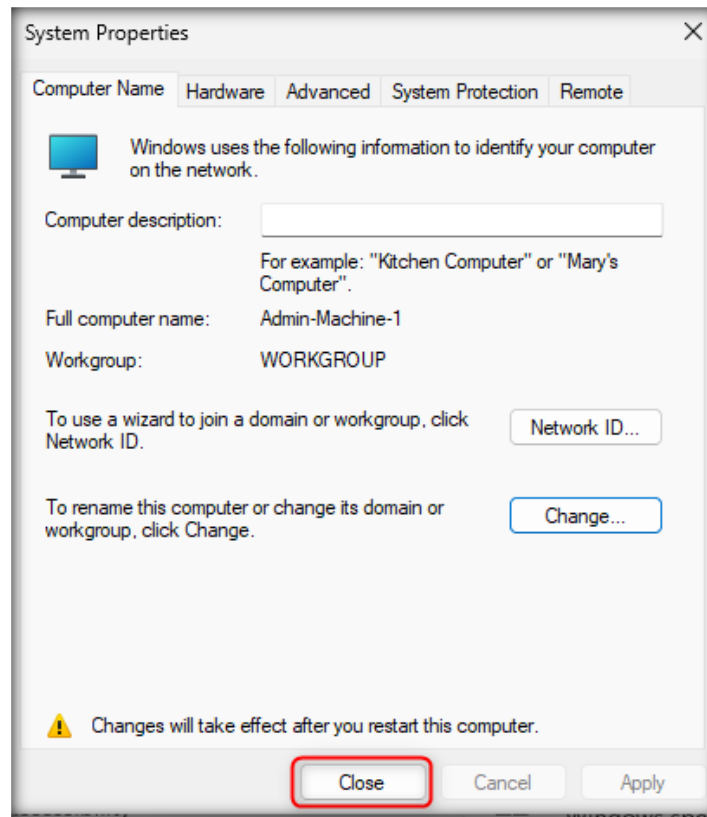 System Properties
Computer Name Hardware Advanced System Protection Remote
Windows uses the following information to identify your computer
on the network.
Computer description:
For example: "Kitchen Computer" or "Mary's
Computer".
Full computer name: Admin-Machine-1
Workgroup: WORKGROUP
To use a wizard to join a domain or workgroup, click
Network ID.
Network ID...
To rename this computer or change its domain or
workgroup, click Change.
Change...
Changes will take effect after you restart this computer.
Close Cancel Apply